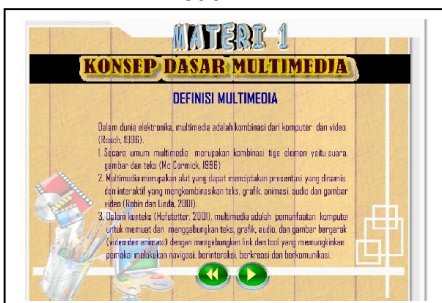 MATERI 1
KONSEP DASAR MULTIMEDIA
DEFINISI MULTIMEDIA
Dalam dunia elektronika, multimedia adalah kombinasi dari komputer dan video
(Rosch, 1996).
1. Secara umum multimedia merupakan kombinasi tiga elemen yaitu suara,
gambar dan teks (Mc Cormick, 1996)
2. Multimedia merupakan alat yang dapat menciptakan presentasi yang dinamis
dan interaktif yang mengkombinasikan teks, grafik, animasi, audio dan gambar
video (Robin dan Linda, 2001).
3. Dalam konteks (Hofstetter, 2001), multimedia adalah pemanfaatan komputer
untuk memuat dan menggabungkan teks, grafik, audio, dan gambar bergerak
(video dan animasi) dengan mengabungkan link dan tool yang memungkinkan
pemakai melakukan navigasi, berinteraksi, berkreasi dan berkomunikasi.